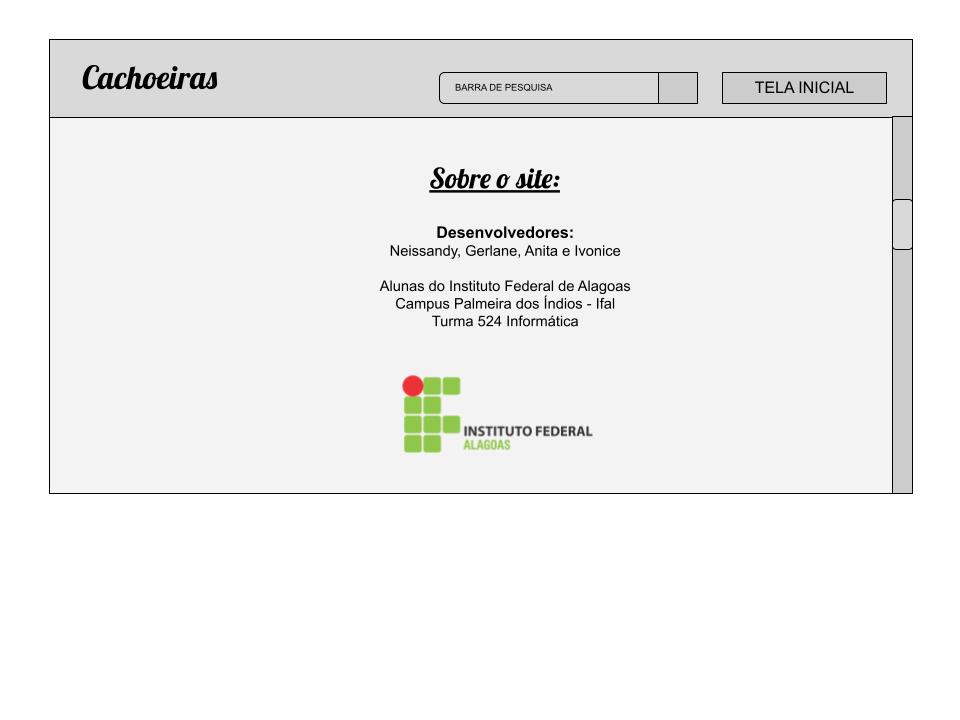 Cachoeiras
BARRA DE PESQUISA
TELA INICIAL
Sobre o site:
Desenvolvedores:
Neissandy, Gerlane, Anita e Ivonice
Alunas do Instituto Federal de Alagoas
Campus Palmeira dos Índios - Ifal
Turma 524 Informática
INSTITUTO FEDERAL
ALAGOAS